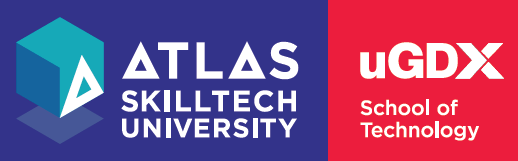 ATLAS
SKILLTECH
UNIVERSITY
uGDX
School of
Technology